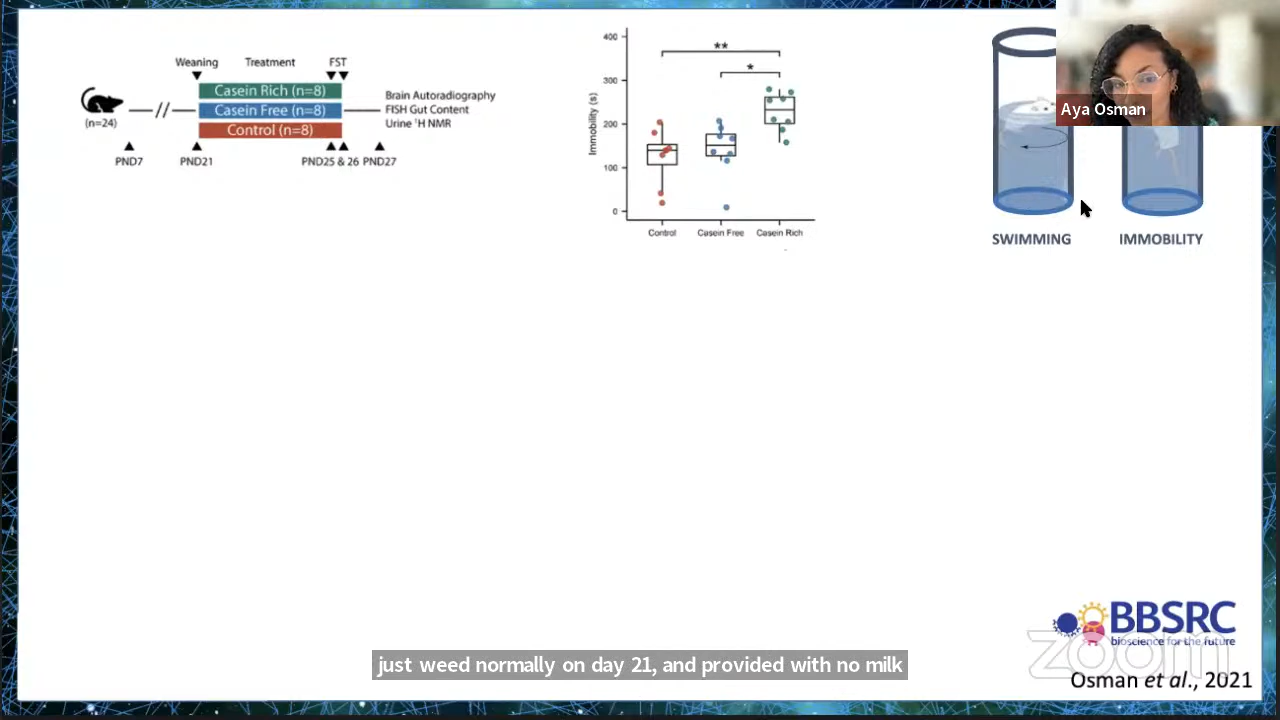 Weaning Treatment FST
Casein Rich (n=8)
Casein Free (n=8)
Control (n=8)
(n=24)
Brain Autoradiography
FISH Gut Content
Urine ¹H NMR
PND7 PND21 PND25 & 26 PND27
Immobility (s)
400
300
200
100
0
**
*
Control Casein Free Casein Rich
Aya Osman
SWIMMING IMMOBILITY
BBSRC
bioscience for the future
zoom
Osman et al., 2021
just weed normally on day 21, and provided with no milk